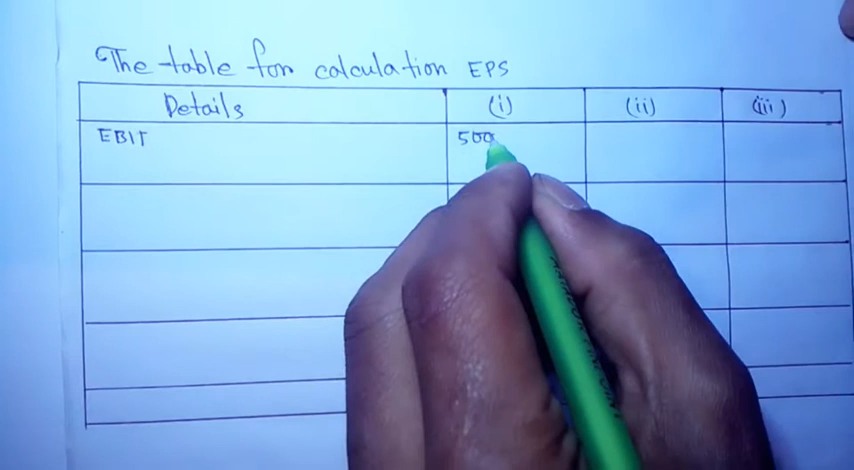 The table for calculation EPS
Details (i) (ii) (iii)
EBIT 500